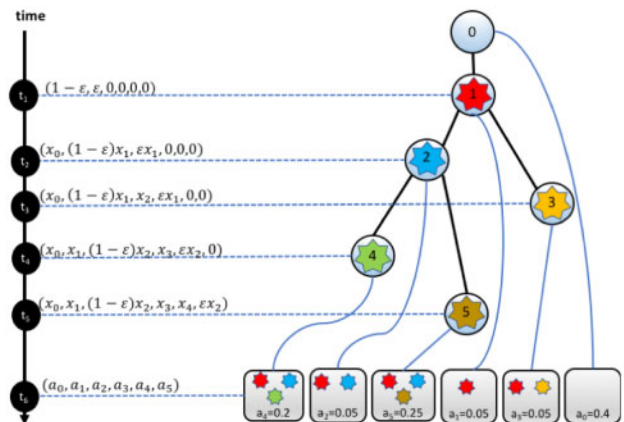 time
0
t₁ (1 − ε, ε, 0,0,0,0) 1
t₂ (x₀, (1 − ε)x₁, εx₁, 0,0,0) 2
t₃ (x₀, (1 − ε)x₁, x₂, εx₁, 0,0) 3
t₄ (x₀, x₁, (1 − ε)x₂, x₃, εx₂, 0) 4
t₅ (x₀, x₁, (1 − ε)x₂, x₃, x₄, εx₂) 5
t₆ (a₀, a₁, a₂, a₃, a₄, a₅)
a₄=0.2 a₂=0.05 a₅=0.25 a₁=0.05 a₃=0.05 a₀=0.4